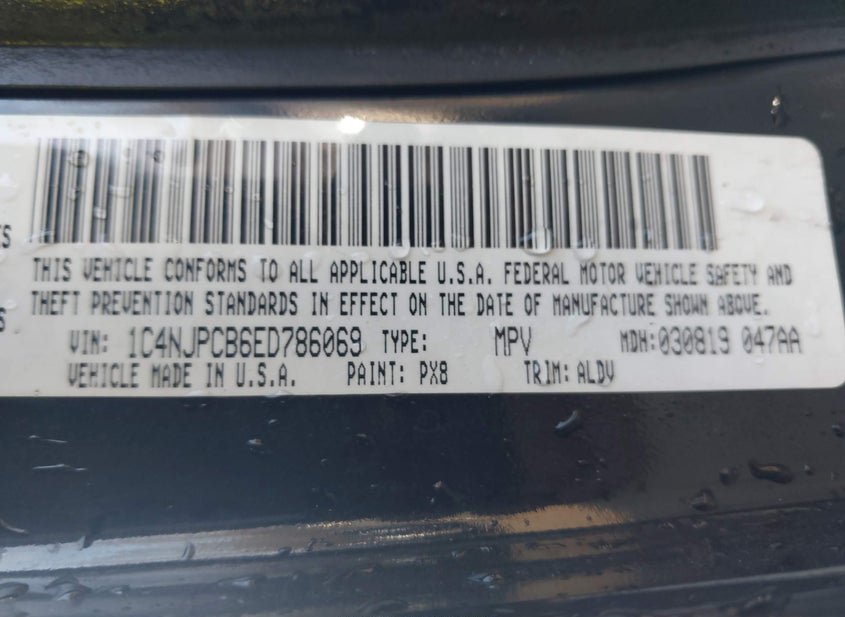 THIS VEHICLE CONFORMS TO ALL APPLICABLE U.S.A. FEDERAL MOTOR VEHICLE SAFETY AND
THEFT PREVENTION STANDARDS IN EFFECT ON THE DATE OF MANUFACTURE SHOWN ABOVE.
VIN: 1C4NJPCB6ED786069 TYPE: MPV MDH:030819 047AA
VEHICLE MADE IN U.S.A. PAINT: PX8 TRIM: ALDV